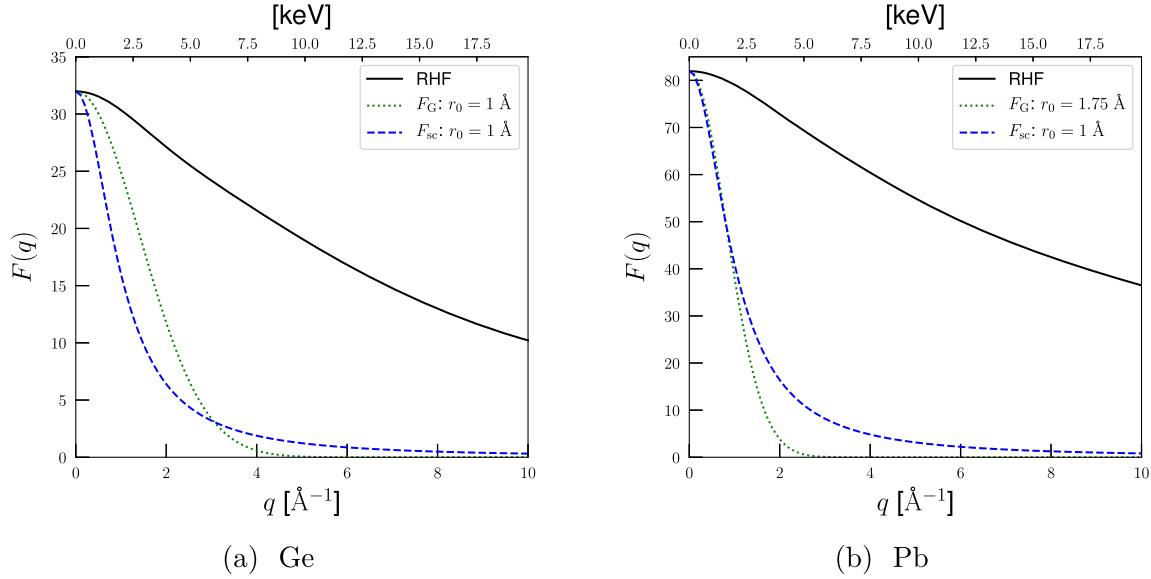 [keV]
0.0 2.5 5.0 7.5 10.0 12.5 15.0 17.5
35
30
25
20
15
10
5
0
F(q)
RHF
F_G: r_0 = 1 Å
F_sc: r_0 = 1 Å
0 2 4 6 8 10
q [Å⁻¹]
(a) Ge
[keV]
0.0 2.5 5.0 7.5 10.0 12.5 15.0 17.5
80
70
60
50
40
30
20
10
0
F(q)
RHF
F_G: r_0 = 1.75 Å
F_sc: r_0 = 1 Å
0 2 4 6 8 10
q [Å⁻¹]
(b) Pb